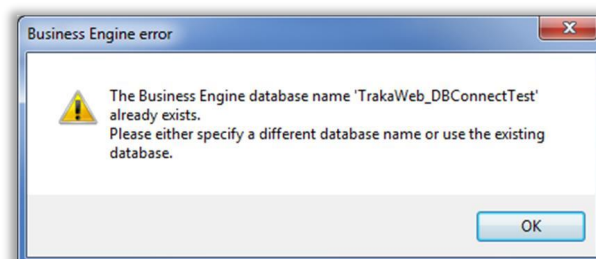 Business Engine error
The Business Engine database name 'TrakaWeb_DBConnectTest'
already exists.
Please either specify a different database name or use the existing
database.
OK